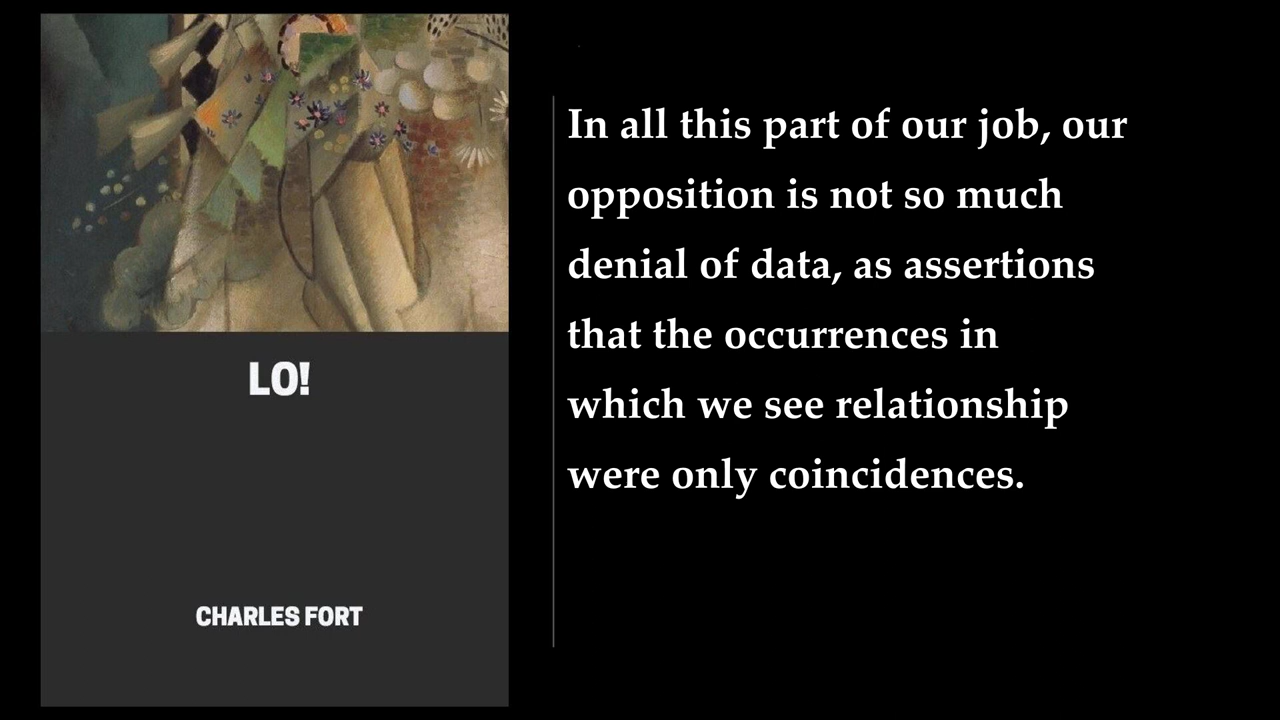 LO!
CHARLES FORT
In all this part of our job, our
opposition is not so much
denial of data, as assertions
that the occurrences in
which we see relationship
were only coincidences.